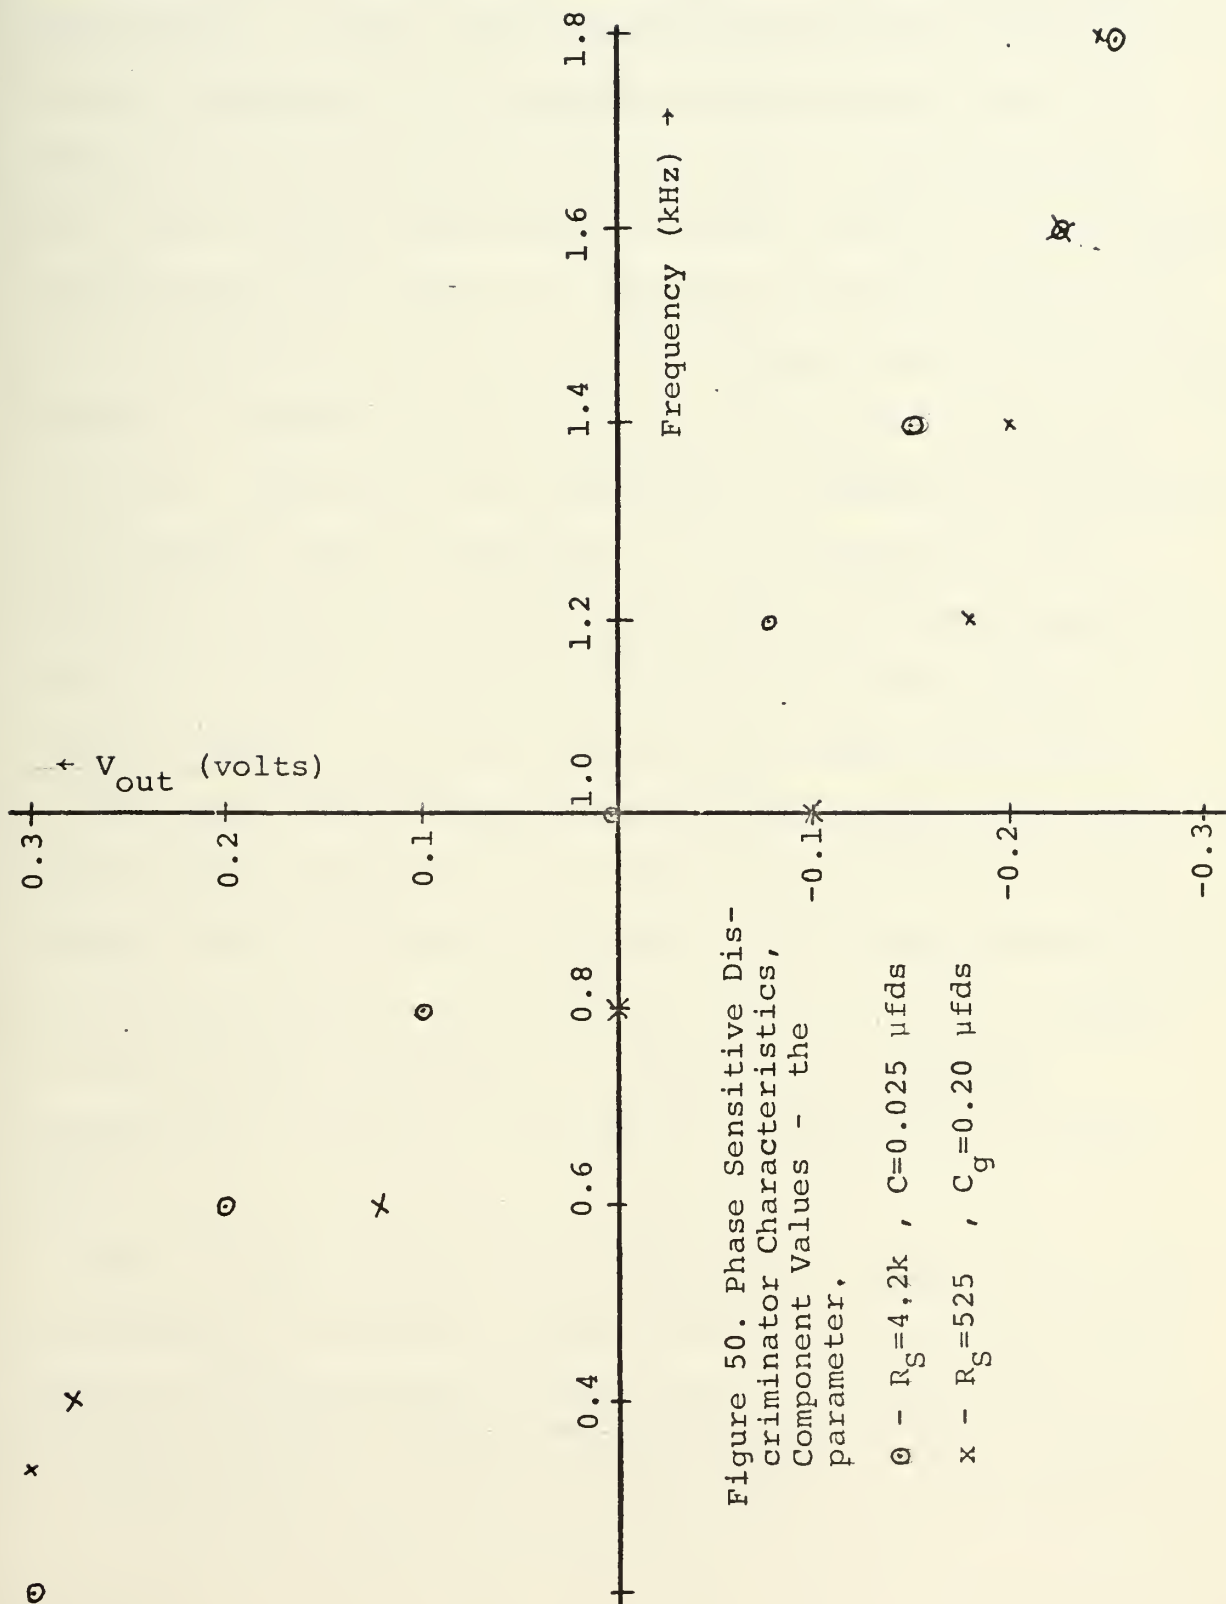 ← V_out (volts)
0.3
0.2
0.1
-0.1
-0.2
-0.3
0.4
0.6
0.8
1.0
1.2
1.4
1.6
1.8
Frequency (kHz) →
Figure 50. Phase Sensitive Dis-
criminator Characteristics,
Component Values - the
parameter.
⊙ - R_S=4.2k , C=0.025 µfds
x - R_S=525 , C_g=0.20 µfds